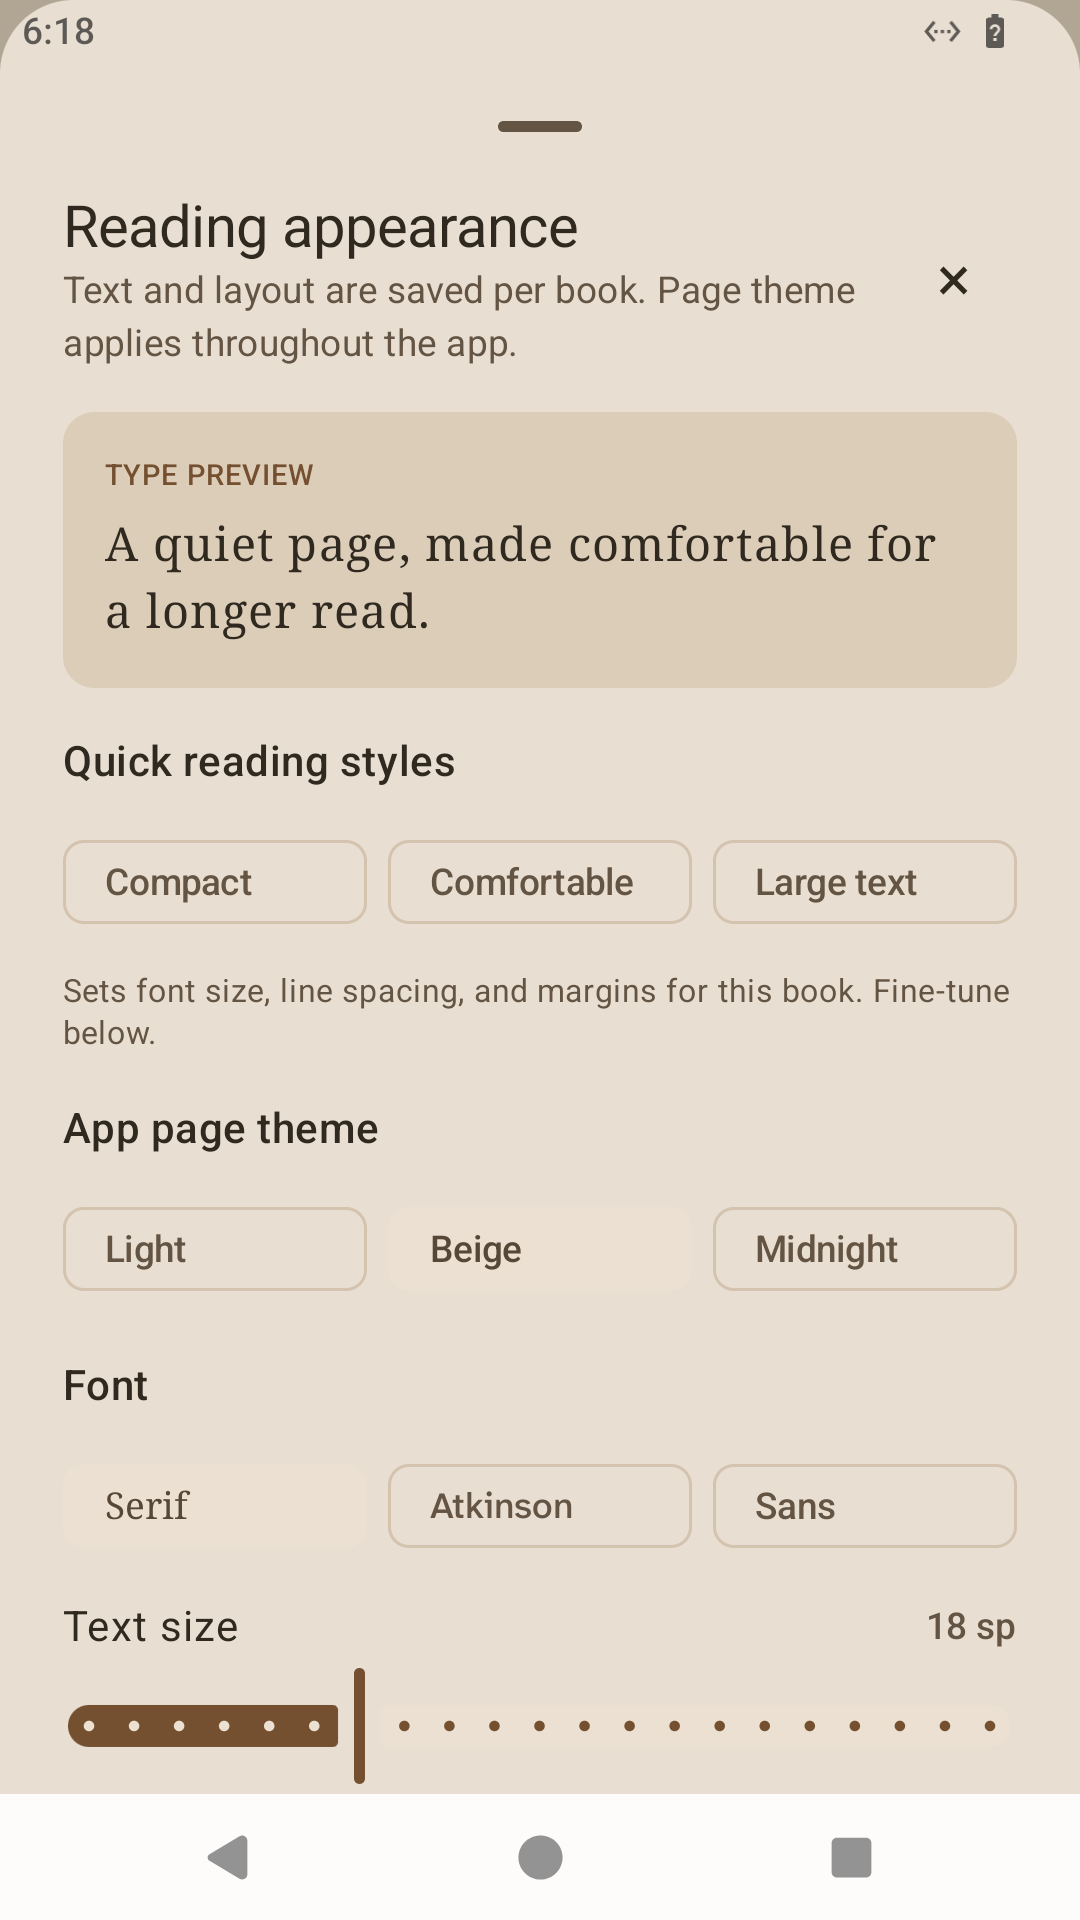 6:18
Reading appearance
Text and layout are saved per book. Page theme
applies throughout the app.
TYPE PREVIEW
A quiet page, made comfortable for
a longer read.
Quick reading styles
Compact
Comfortable
Large text
Sets font size, line spacing, and margins for this book. Fine-tune
below.
App page theme
Light
Beige
Midnight
Font
Serif
Atkinson
Sans
Text size
18 sp